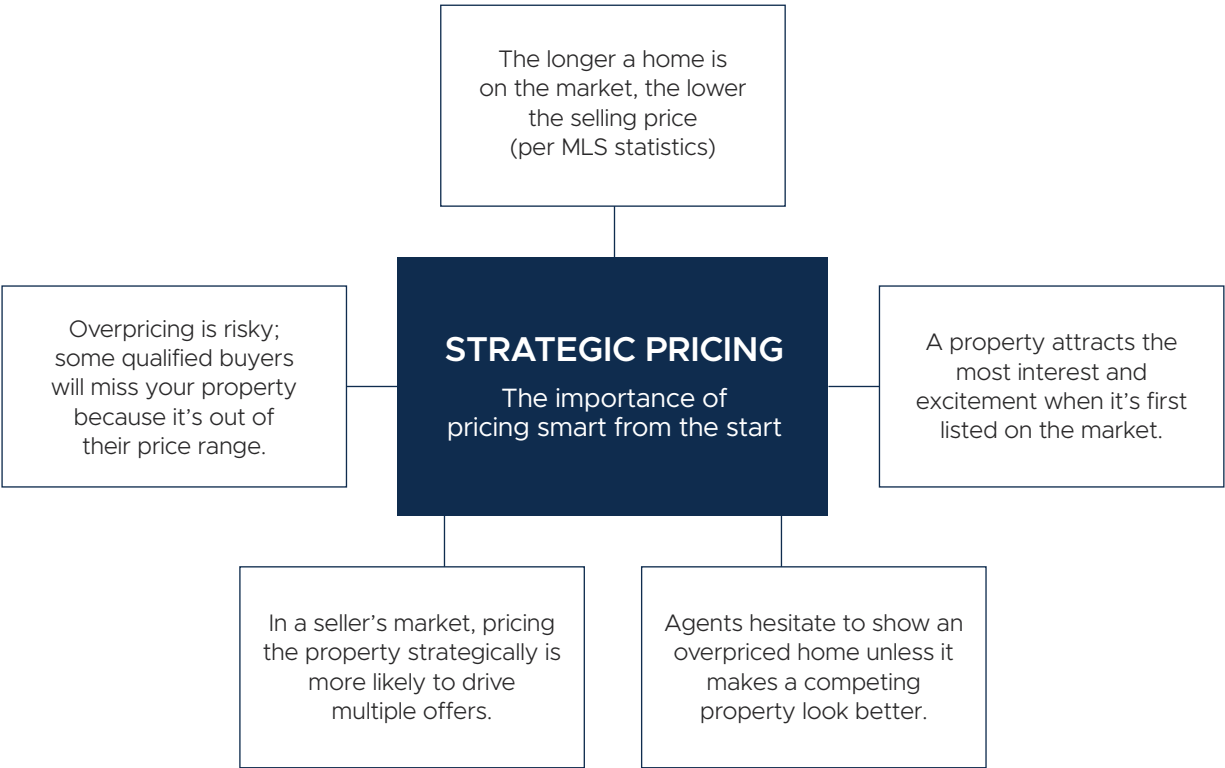 The longer a home is
on the market, the lower
the selling price
(per MLS statistics)
Overpricing is risky;
some qualified buyers
will miss your property
because it's out of
their price range.
STRATEGIC PRICING
The importance of
pricing smart from the start
A property attracts the
most interest and
excitement when it's first
listed on the market.
In a seller's market, pricing
the property strategically is
more likely to drive
multiple offers.
Agents hesitate to show an
overpriced home unless it
makes a competing
property look better.